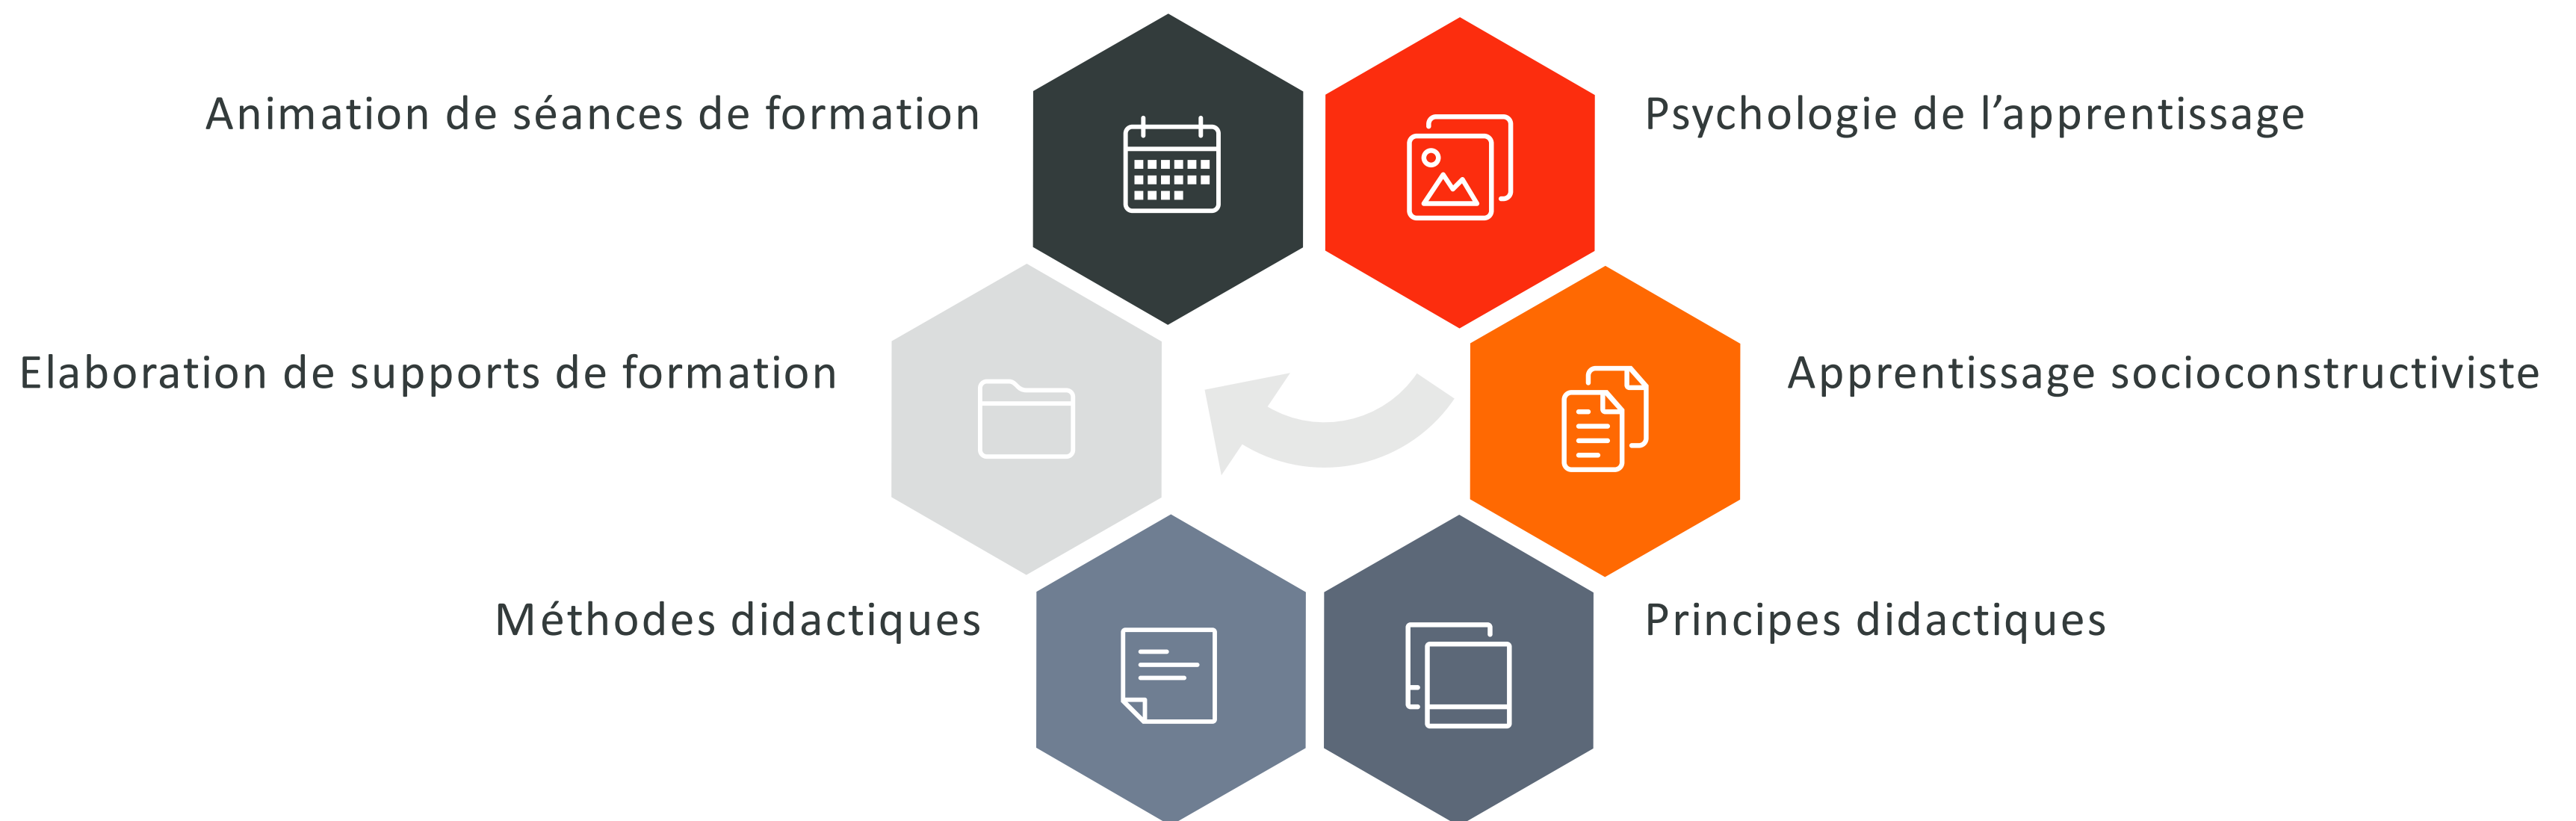 Animation de séances de formation
Psychologie de l’apprentissage
Elaboration de supports de formation
Apprentissage socioconstructiviste
Méthodes didactiques
Principes didactiques